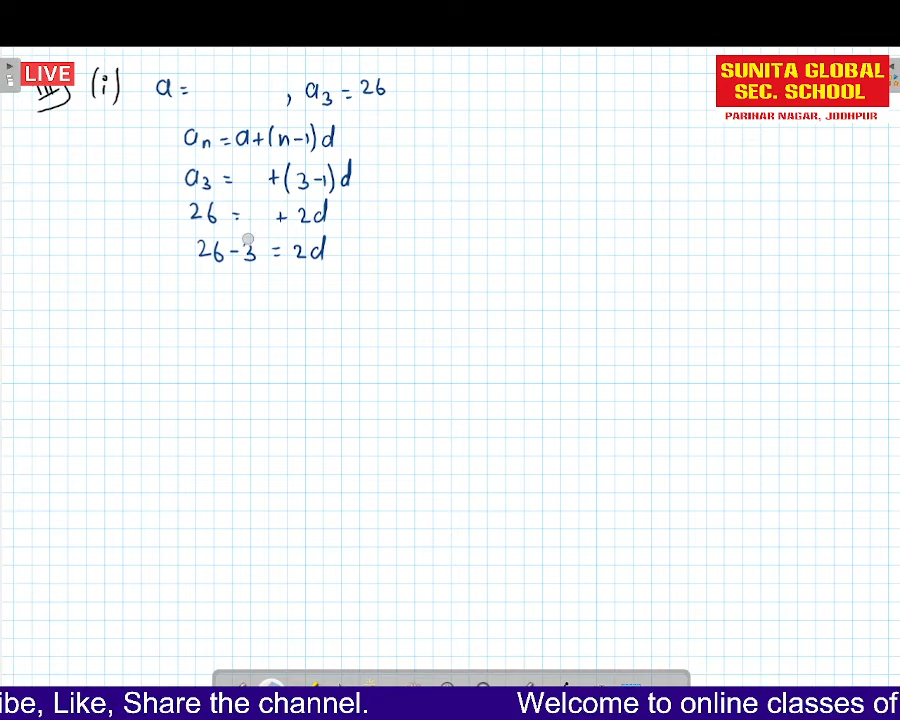 LIVE
SUNITA GLOBAL
SEC. SCHOOL
PARIHAR NAGAR, JODHPUR
(i) a = , a₃ = 26
aₙ = a + (n-1) d
a₃ = + (3-1) d
26 = + 2d
26 - 3 = 2d
ibe, Like, Share the channel. Welcome to online classes of